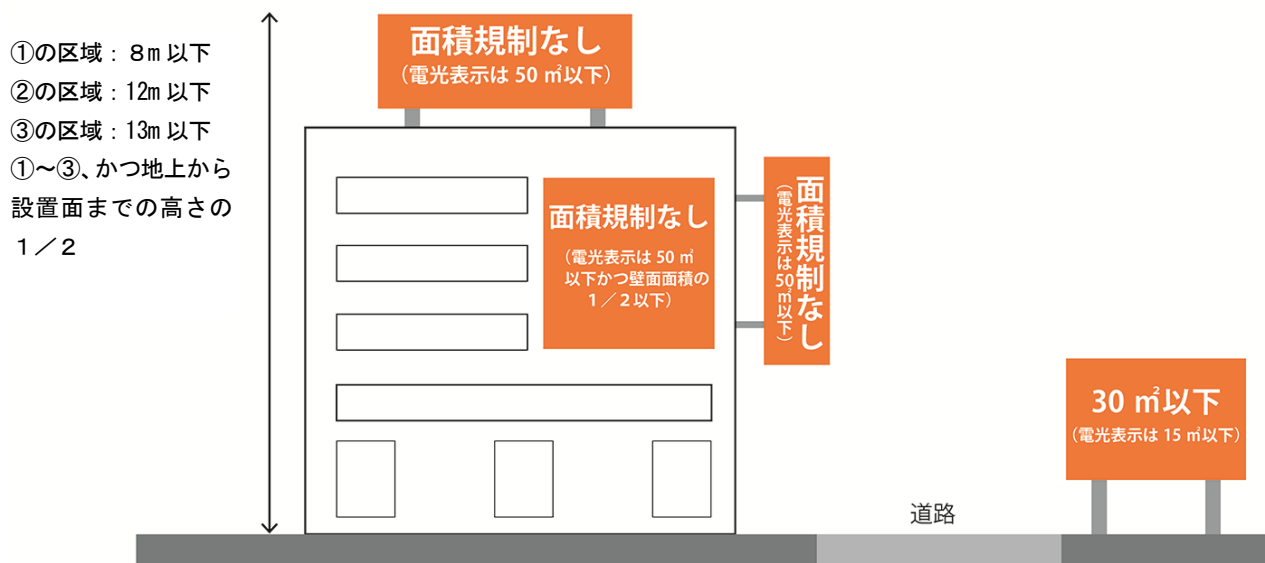 ①の区域：８m以下
②の区域：12m以下
③の区域：13m以下
①～③、かつ地上から
設置面までの高さの
１／２
面積規制なし
（電光表示は 50 ㎡以下）
面積規制なし
（電光表示は 50 ㎡
以下かつ壁面面積の
１／２以下）
面積規制なし
（電光表示は50㎡以下）
30 ㎡以下
（電光表示は 15 ㎡以下）
道路